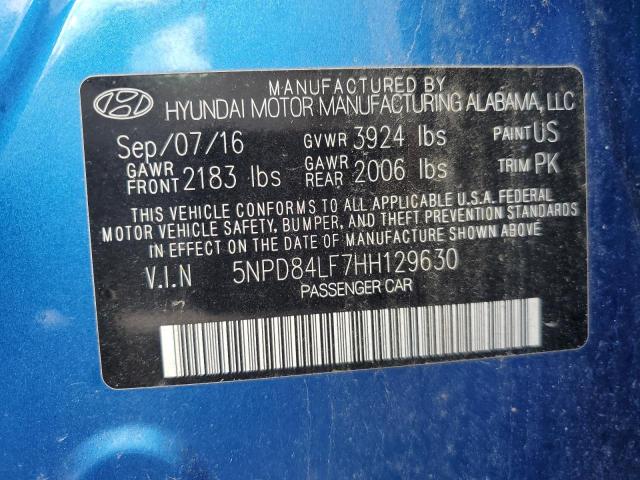 MANUFACTURED BY
HYUNDAI MOTOR MANUFACTURING ALABAMA, LLC
Sep/07/16 GVWR 3924 lbs PAINT US
GAWR FRONT 2183 lbs GAWR REAR 2006 lbs TRIM PK
THIS VEHICLE CONFORMS TO ALL APPLICABLE U.S.A. FEDERAL
MOTOR VEHICLE SAFETY, BUMPER, AND THEFT PREVENTION STANDARDS
IN EFFECT ON THE DATE OF MANUFACTURE SHOWN ABOVE.
V.I.N 5NPD84LF7HH129630
PASSENGER CAR